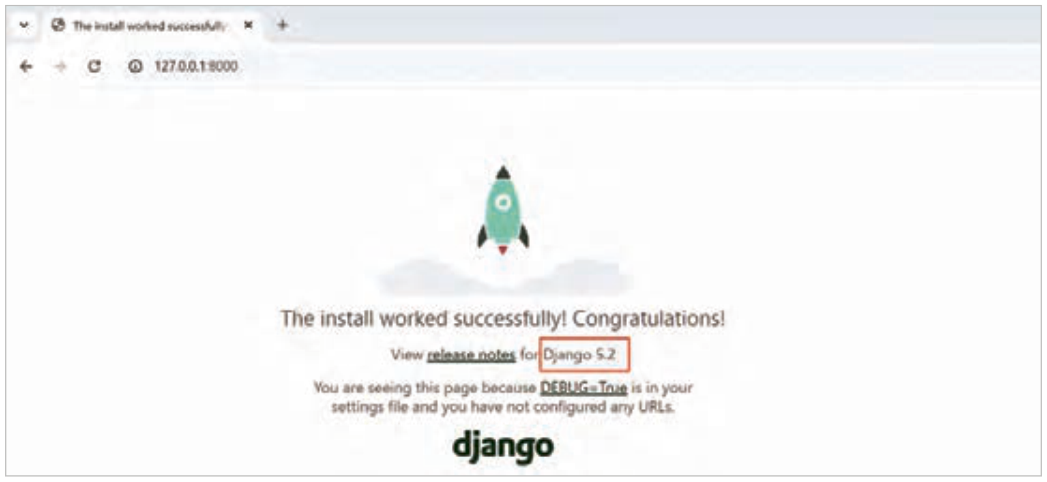 The install worked successfully
127.0.0.1:8000
The install worked successfully! Congratulations!
View release notes for Django 5.2
You are seeing this page because DEBUG=True is in your
settings file and you have not configured any URLs.
django